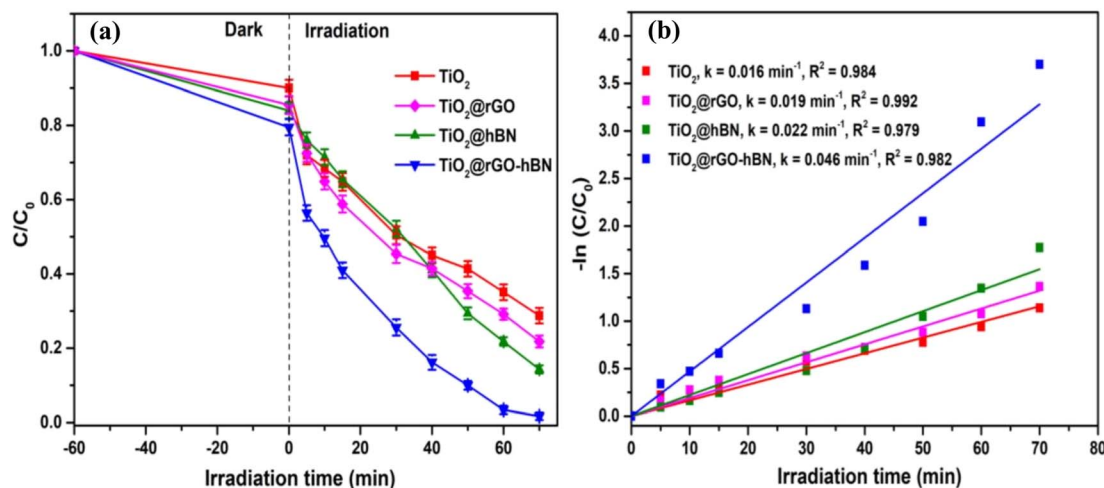 (a)
Dark
Irradiation
TiO₂
TiO₂@rGO
TiO₂@hBN
TiO₂@rGO-hBN
C/C₀
1.0
0.8
0.6
0.4
0.2
0.0
-60
-40
-20
0
20
40
60
Irradiation time (min)
(b)
TiO₂, k = 0.016 min⁻¹, R² = 0.984
TiO₂@rGO, k = 0.019 min⁻¹, R² = 0.992
TiO₂@hBN, k = 0.022 min⁻¹, R² = 0.979
TiO₂@rGO-hBN, k = 0.046 min⁻¹, R² = 0.982
-ln (C/C₀)
4.0
3.5
3.0
2.5
2.0
1.5
1.0
0.5
0.0
0
10
20
30
40
50
60
70
80
Irradiation time (min)